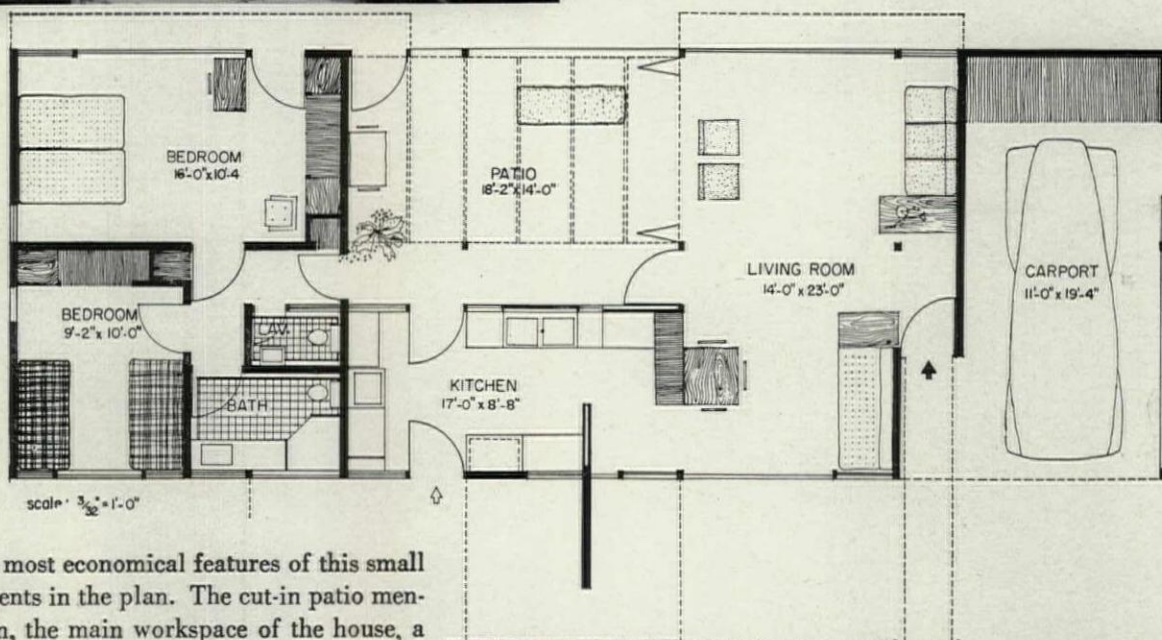 BEDROOM
16'-0"x10'-4
PATIO
18'-2"x14'-0"
LIVING ROOM
14'-0" x 23'-0"
CARPORT
11'-0" x 19'-4"
BEDROOM
9'-2" x 10'-0"
LAV.
KITCHEN
17'-0" x 8'-8"
BATH
scale · 3/32" = 1'-0"
most economical features of this small
ents in the plan. The cut-in patio men-
n, the main workspace of the house, a